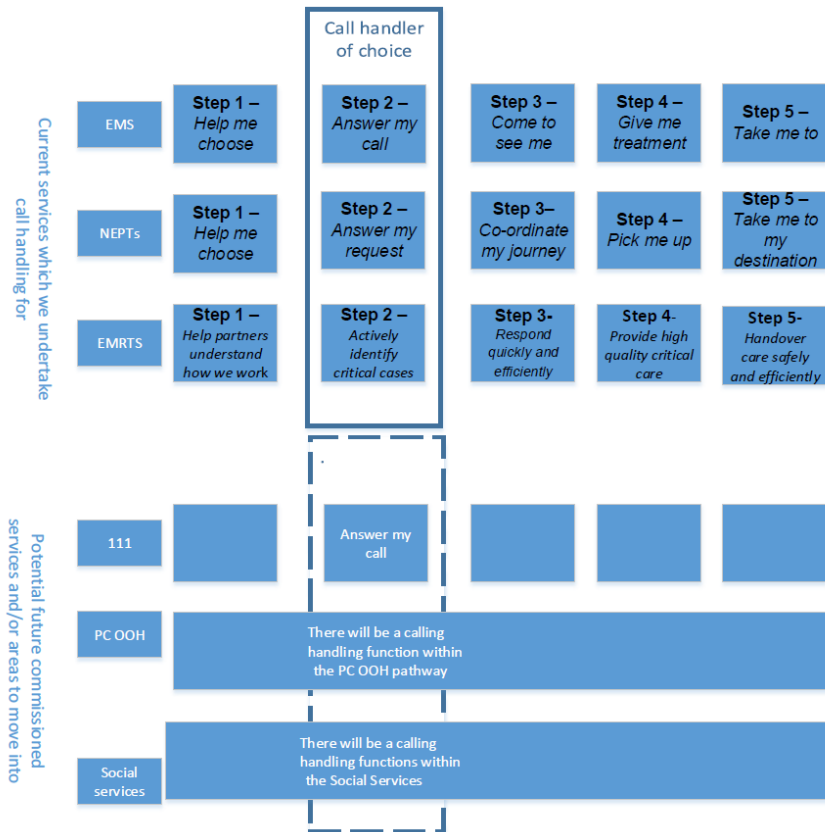 Call handler
of choice
Current services which we undertake
call handling for
EMS
Step 1 –
Help me
choose
Step 2 –
Answer my
call
Step 3 –
Come to
see me
Step 4 –
Give me
treatment
Step 5 –
Take me to
NEPTs
Step 1 –
Help me
choose
Step 2 –
Answer my
request
Step 3–
Co-ordinate
my journey
Step 4 –
Pick me up
Step 5 –
Take me to
my
destination
EMRTS
Step 1 –
Help partners
understand
how we work
Step 2 –
Actively
identify
critical cases
Step 3-
Respond
quickly and
efficiently
Step 4-
Provide high
quality critical
care
Step 5-
Handover
care safely
and efficiently
.
Potential future commissioned
services and/or areas to move into
111
Answer my
call
PC OOH
There will be a calling
handling function within
the PC OOH pathway
Social
services
There will be a calling
handling functions within
the Social Services